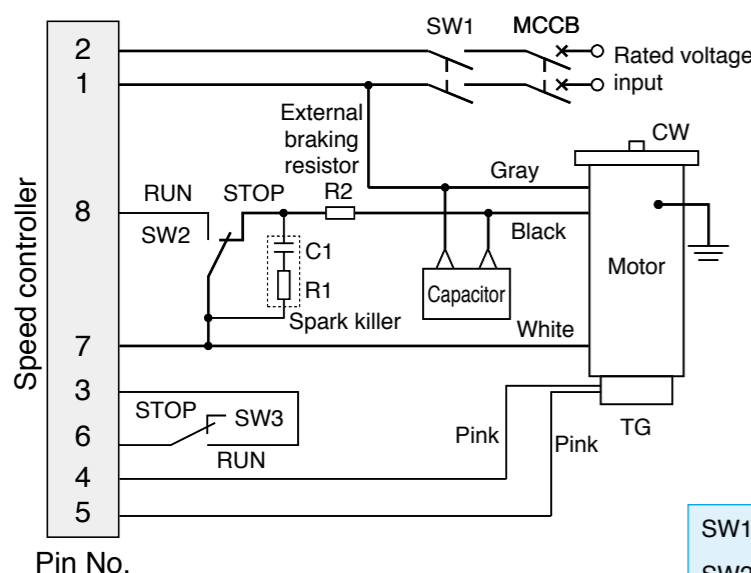 SW1
MCCB
2
Rated voltage
input
1
External
braking
resistor
CW
Gray
RUN
STOP
R2
8
SW2
Black
C1
R1
Motor
Capacitor
Spark killer
White
7
Speed controller
3
STOP
SW3
6
RUN
Pink
Pink
TG
4
5
Pin No.
SW1